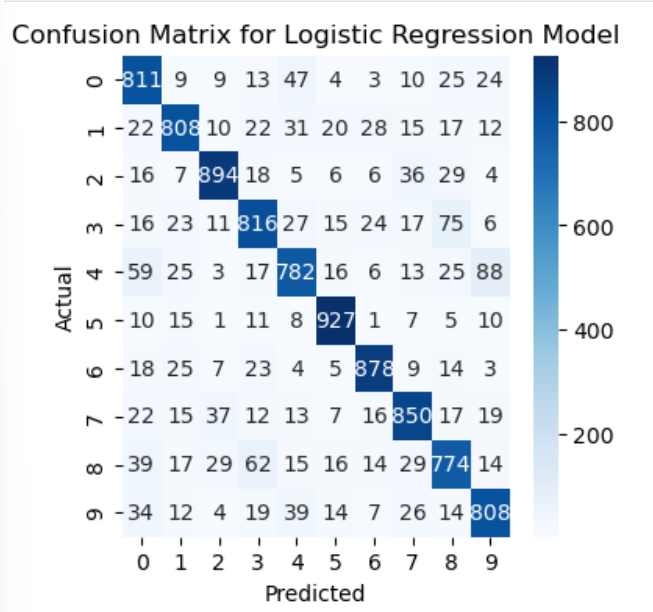 Confusion Matrix for Logistic Regression Model
0 811 9 9 13 47 4 3 10 25 24
1 22 808 10 22 31 20 28 15 17 12
2 16 7 894 18 5 6 6 36 29 4
3 16 23 11 816 27 15 24 17 75 6
4 59 25 3 17 782 16 6 13 25 88
5 10 15 1 11 8 927 1 7 5 10
6 18 25 7 23 4 5 878 9 14 3
7 22 15 37 12 13 7 16 850 17 19
8 39 17 29 62 15 16 14 29 774 14
9 34 12 4 19 39 14 7 26 14 808
0 1 2 3 4 5 6 7 8 9
Actual
Predicted
800
600
400
200